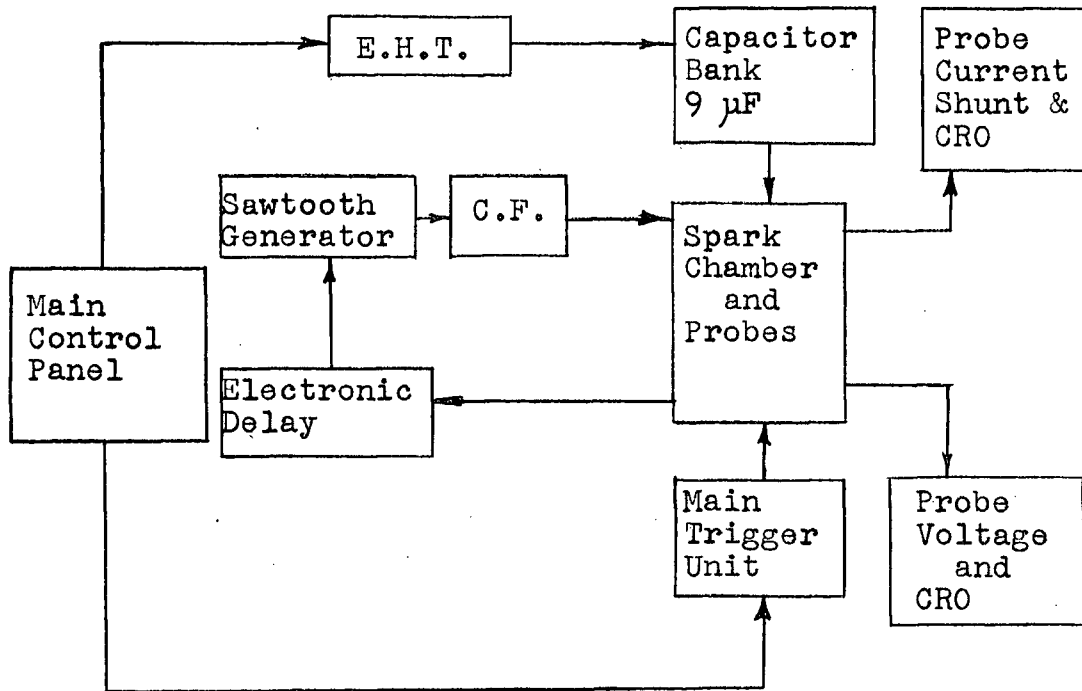 E.H.T.
Capacitor
Bank
9 μF
Probe
Current
Shunt &
CRO
Sawtooth
Generator
C.F.
Spark
Chamber
and
Probes
Main
Control
Panel
Electronic
Delay
Main
Trigger
Unit
Probe
Voltage
and
CRO